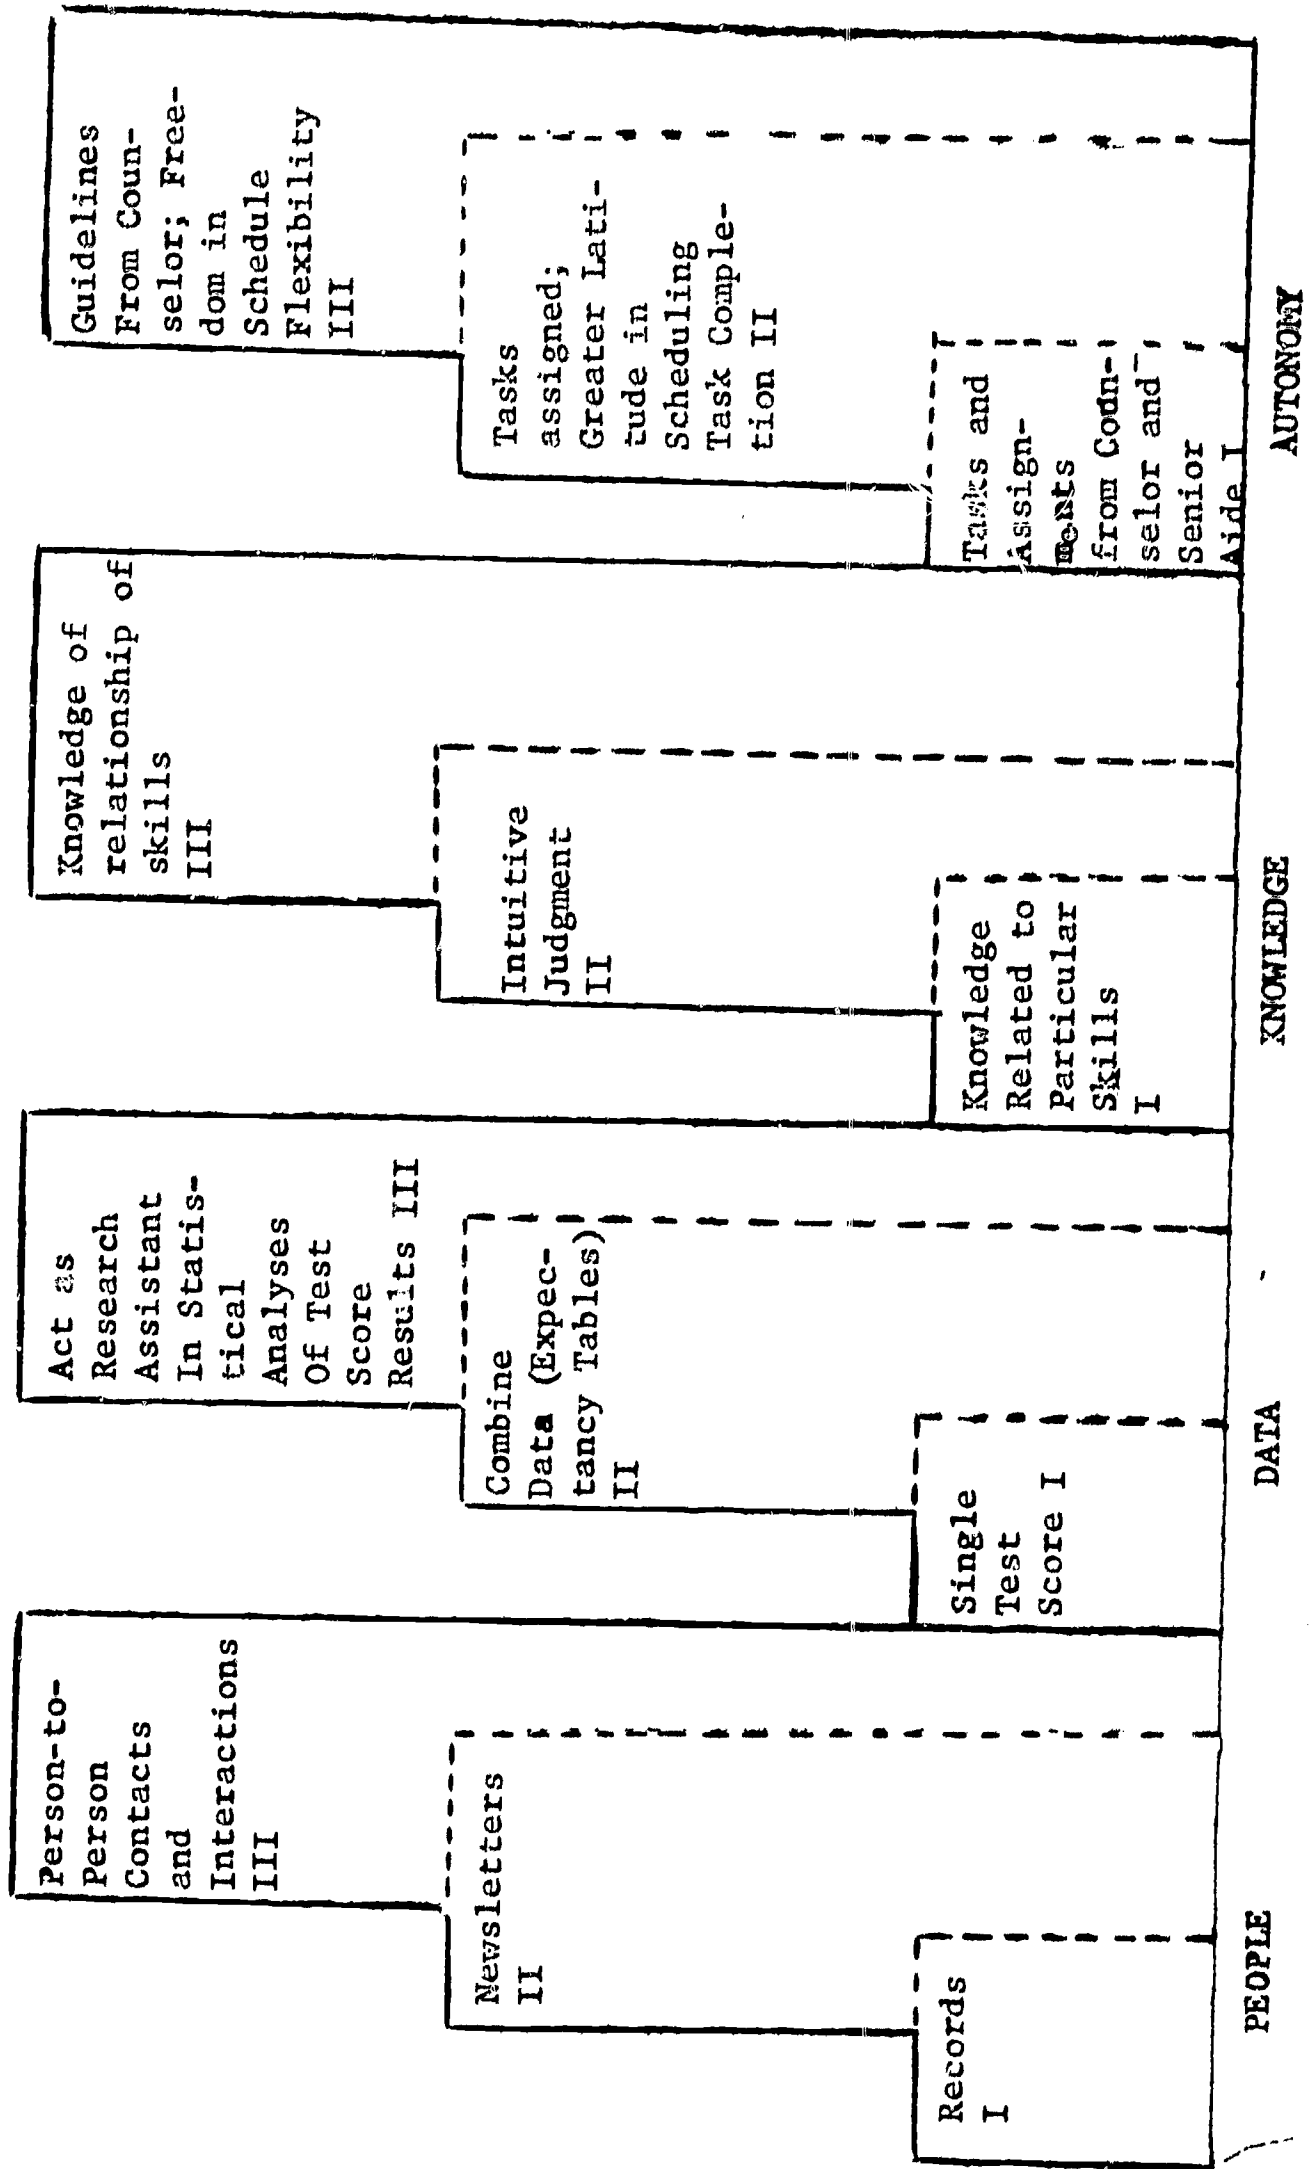 Person-to-
Person
Contacts
and
Interactions
III
Newsletters
II
Records
I
PEOPLE
Act as
Research
Assistant
In Statis-
tical
Analyses
Of Test
Score
Results III
Combine
Data (Expec-
tancy Tables)
II
Single
Test
Score I
DATA
Knowledge of
relationship of
skills
III
Intuitive
Judgment
II
Knowledge
Related to
Particular
Skills
I
KNOWLEDGE
Guidelines
From Coun-
selor; Free-
dom in
Schedule
Flexibility
III
Tasks
assigned;
Greater Lati-
tude in
Scheduling
Task Comple-
tion II
Tasks and
Assign-
ments
from Coun-
selor and
Senior
Aide I
AUTONOMY